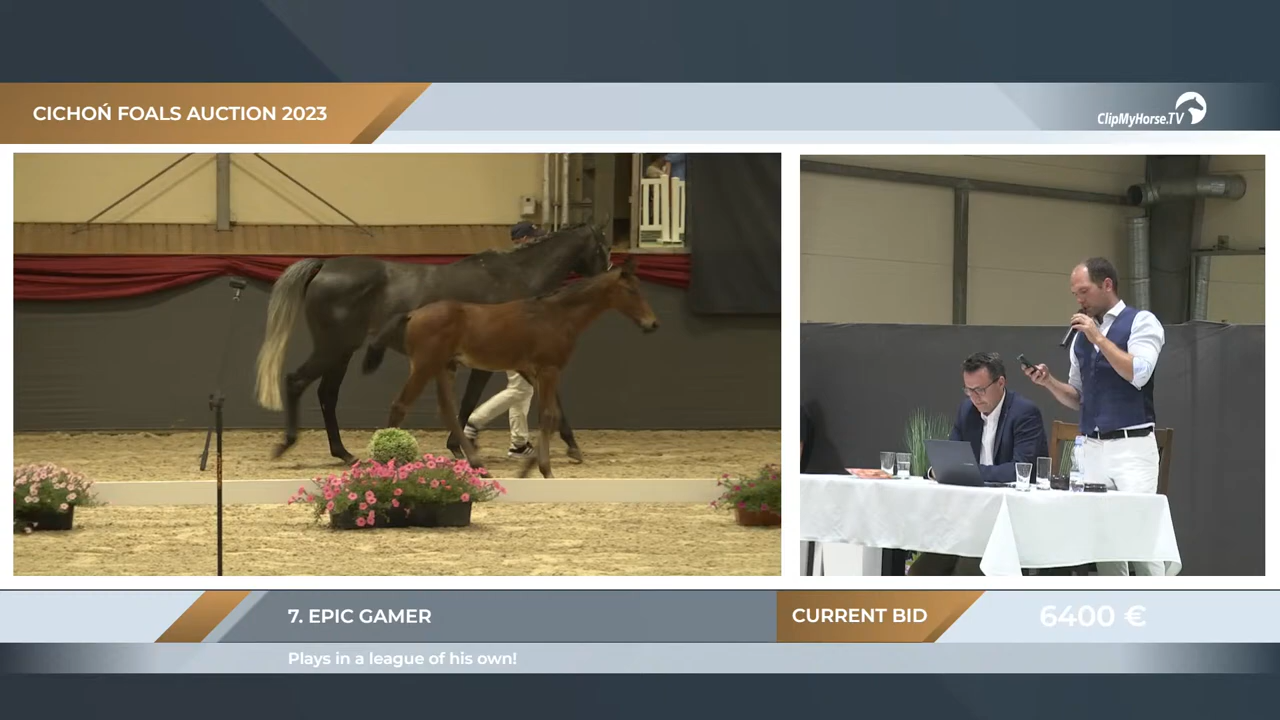 CICHOŃ FOALS AUCTION 2023
ClipMyHorse.TV
7. EPIC GAMER
CURRENT BID
6400 €
Plays in a league of his own!